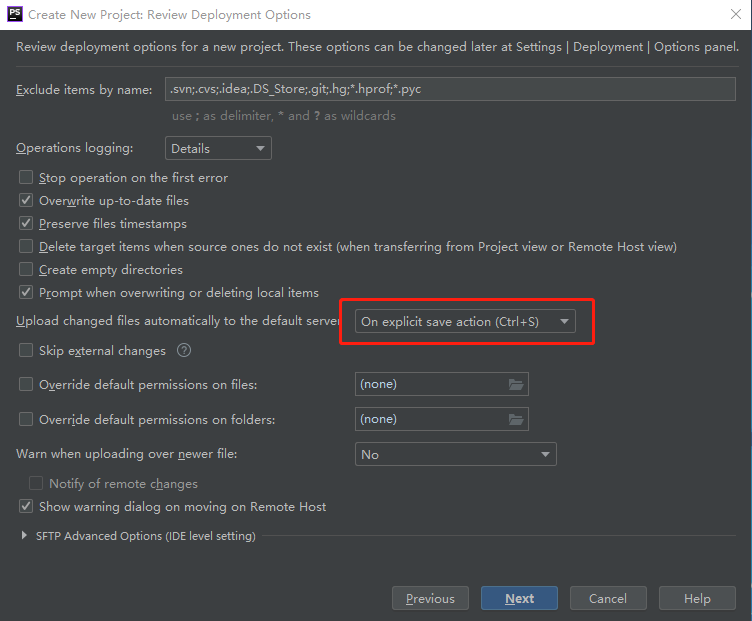 PS Create New Project: Review Deployment Options
Review deployment options for a new project. These options can be changed later at Settings | Deployment | Options panel.
Exclude items by name: .svn;.cvs;.idea;.DS_Store;.git;.hg;*.hprof;*.pyc
use ; as delimiter, * and ? as wildcards
Operations logging: Details
Stop operation on the first error
Overwrite up-to-date files
Preserve files timestamps
Delete target items when source ones do not exist (when transferring from Project view or Remote Host view)
Create empty directories
Prompt when overwriting or deleting local items
Upload changed files automatically to the default server On explicit save action (Ctrl+S)
Skip external changes ?
Override default permissions on files: (none)
Override default permissions on folders: (none)
Warn when uploading over newer file: No
Notify of remote changes
Show warning dialog on moving on Remote Host
SFTP Advanced Options (IDE level setting)
Previous Next Cancel Help